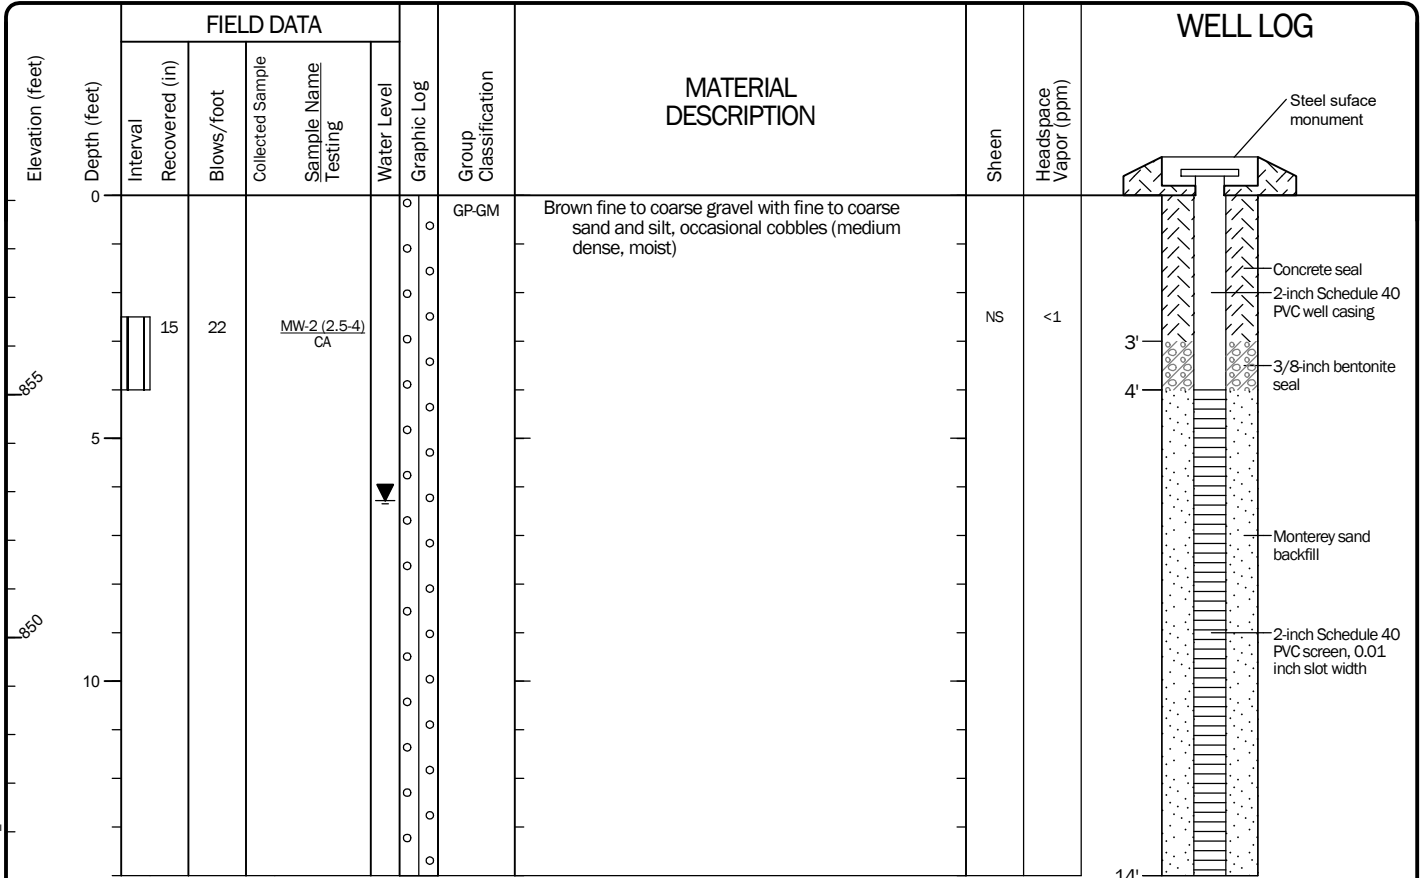 FIELD DATA
WELL LOG
Elevation (feet)
Depth (feet)
Interval
Recovered (in)
Blows/foot
Collected Sample
Sample Name
Testing
Water Level
Graphic Log
Group
Classification
MATERIAL
DESCRIPTION
Sheen
Headspace
Vapor (ppm)
Steel suface
monument
0
GP-GM
Brown fine to coarse gravel with fine to coarse
sand and silt, occasional cobbles (medium
dense, moist)
Concrete seal
2-inch Schedule 40
PVC well casing
15
22
MW-2 (2.5-4)
CA
NS
<1
3'
3/8-inch bentonite
seal
855
4'
5
Monterey sand
backfill
850
2-inch Schedule 40
PVC screen, 0.01
inch slot width
10
14'